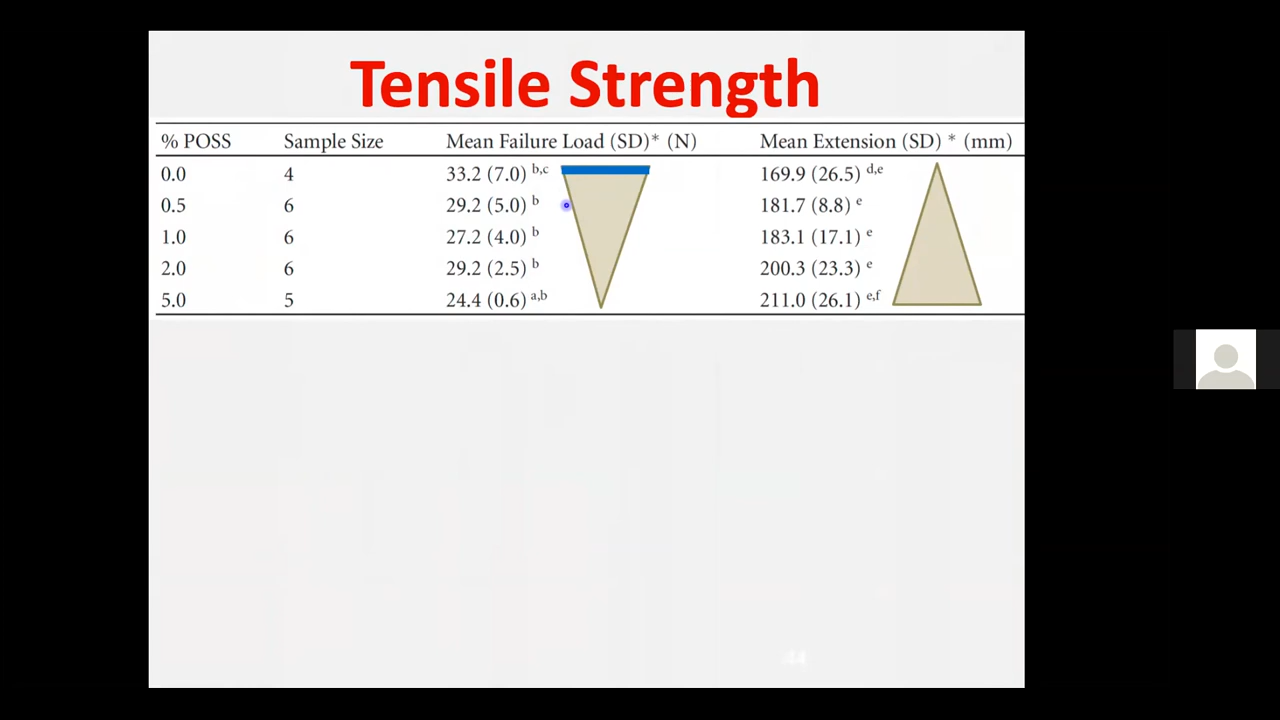 Tensile Strength
% POSS Sample Size Mean Failure Load (SD)* (N) Mean Extension (SD) * (mm)
0.0 4 33.2 (7.0) b,c 169.9 (26.5) d,e
0.5 6 29.2 (5.0) b 181.7 (8.8) e
1.0 6 27.2 (4.0) b 183.1 (17.1) e
2.0 6 29.2 (2.5) b 200.3 (23.3) e
5.0 5 24.4 (0.6) a,b 211.0 (26.1) e,f